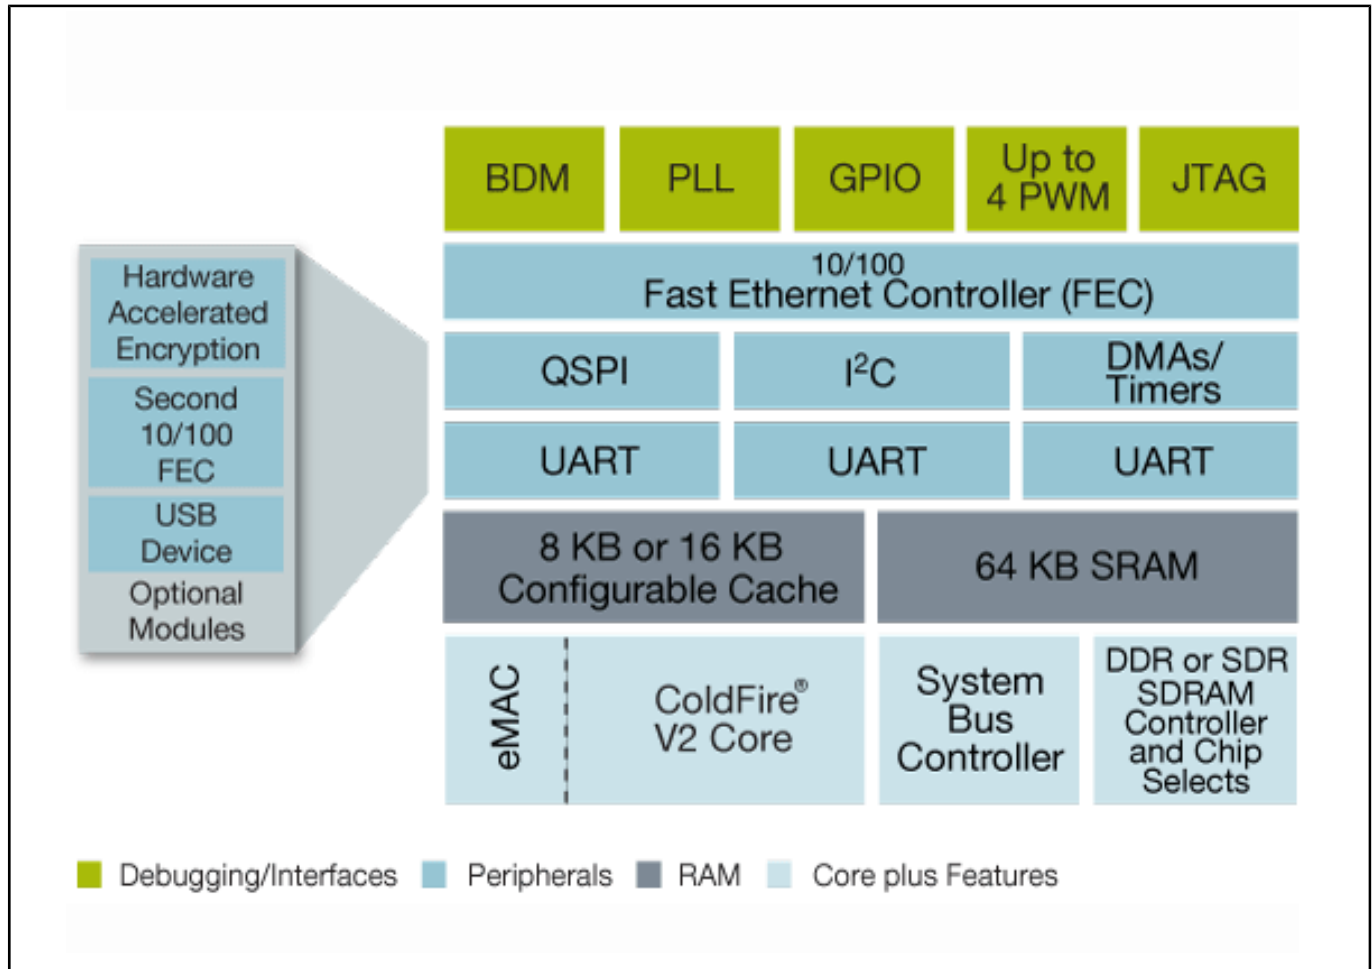 BDM
PLL
GPIO
Up to
4 PWM
JTAG
10/100
Fast Ethernet Controller (FEC)
Hardware
Accelerated
Encryption
Second
10/100
FEC
USB
Device
Optional
Modules
QSPI
I²C
DMAs/
Timers
UART
UART
UART
8 KB or 16 KB
Configurable Cache
64 KB SRAM
eMAC
ColdFire®
V2 Core
System
Bus
Controller
DDR or SDR
SDRAM
Controller
and Chip
Selects
Debugging/Interfaces
Peripherals
RAM
Core plus Features